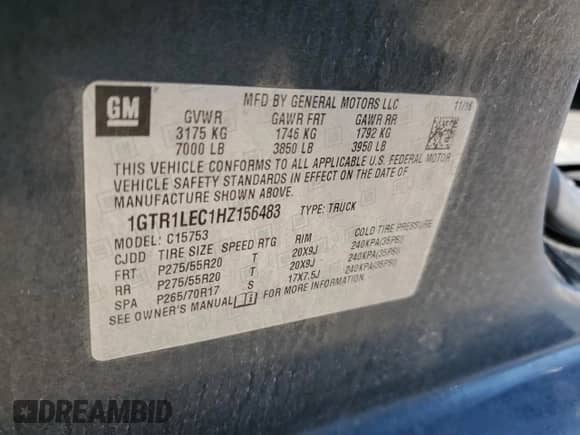 GM
MFD BY GENERAL MOTORS LLC 11/16
GVWR GAWR FRT GAWR RR
3175 KG 1746 KG 1792 KG
7000 LB 3850 LB 3950 LB
THIS VEHICLE CONFORMS TO ALL APPLICABLE U.S. FEDERAL MOTOR
VEHICLE SAFETY STANDARDS IN EFFECT ON THE DATE OF
MANUFACTURE SHOWN ABOVE.
1GTR1LEC1HZ156483 TYPE: TRUCK
MODEL: C15753
CJDD TIRE SIZE SPEED RTG RIM COLD TIRE PRESSURE
FRT P275/55R20 T 20X9J 240KPA(35PSI)
RR P275/55R20 T 20X9J 240KPA(35PSI)
SPA P265/70R17 S 17X7.5J 240KPA(35PSI)
SEE OWNER'S MANUAL FOR MORE INFORMATION
DREAMBID